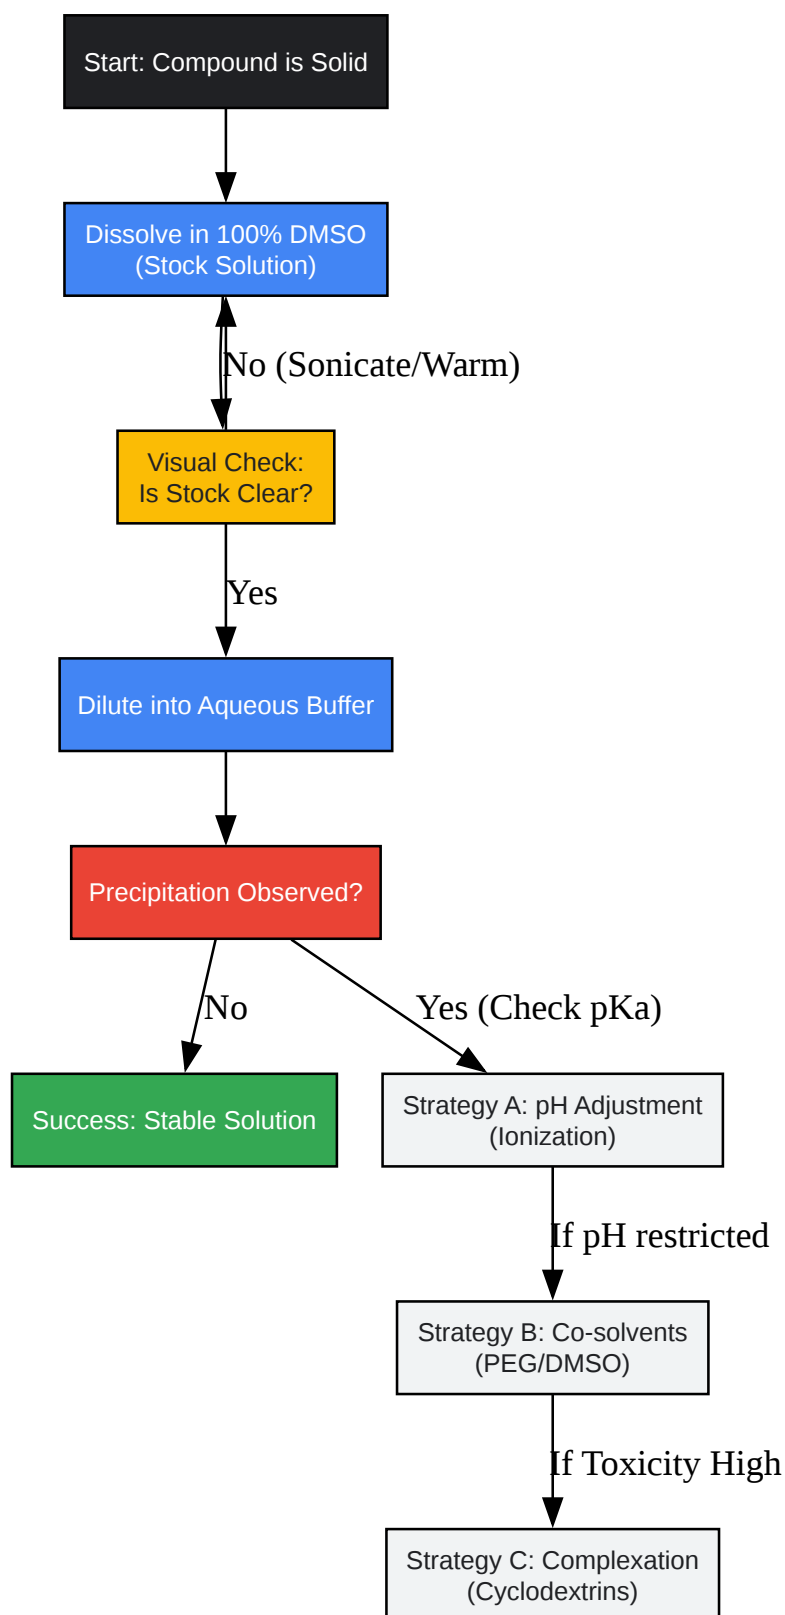 Start: Compound is Solid
Dissolve in 100% DMSO
(Stock Solution)
No (Sonicate/Warm)
Visual Check:
Is Stock Clear?
Yes
Dilute into Aqueous Buffer
Precipitation Observed?
No
Yes (Check pKa)
Success: Stable Solution
Strategy A: pH Adjustment
(Ionization)
If pH restricted
Strategy B: Co-solvents
(PEG/DMSO)
If Toxicity High
Strategy C: Complexation
(Cyclodextrins)